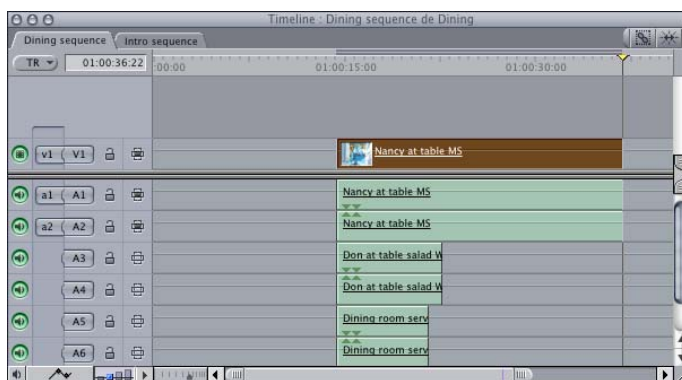 Timeline : Dining sequence de Dining
Dining sequence Intro sequence
TR 01:00:36:22 :00:00 01:00:15:00 01:00:30:00
v1 V1 Nancy at table MS
a1 A1 Nancy at table MS
a2 A2 Nancy at table MS
A3 Don at table salad W
A4 Don at table salad W
A5 Dining room serv
A6 Dining room serv